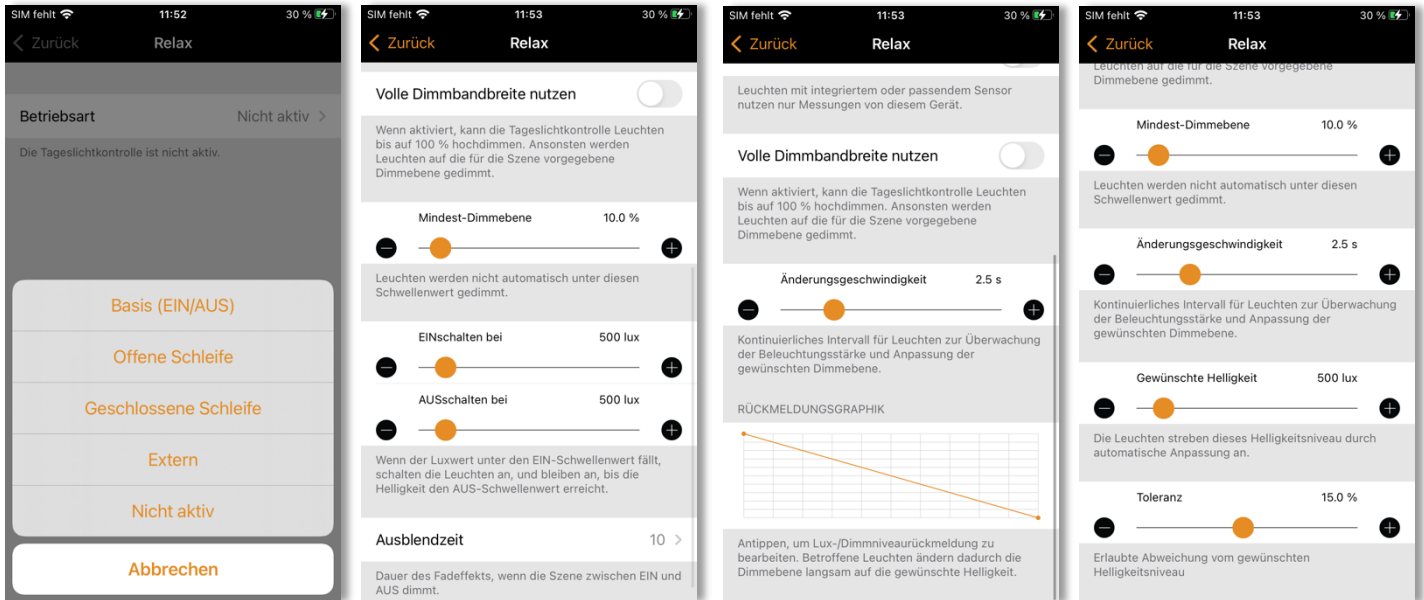 SIM fehlt 11:52 30 %
Zurück Relax
Betriebsart Nicht aktiv
Die Tageslichtkontrolle ist nicht aktiv.
Basis (EIN/AUS)
Offene Schleife
Geschlossene Schleife
Extern
Nicht aktiv
Abbrechen
SIM fehlt 11:53 30 %
Zurück Relax
Volle Dimmbandbreite nutzen
Wenn aktiviert, kann die Tageslichtkontrolle Leuchten
bis auf 100 % hochdimmen. Ansonsten werden
Leuchten auf die für die Szene vorgegebene
Dimmebene gedimmt.
Mindest-Dimmebene 10.0 %
Leuchten werden nicht automatisch unter diesen
Schwellenwert gedimmt.
EINschalten bei 500 lux
AUSschalten bei 500 lux
Wenn der Luxwert unter den EIN-Schwellenwert fällt,
schalten die Leuchten an, und bleiben an, bis die
Helligkeit den AUS-Schwellenwert erreicht.
Ausblendzeit 10
Dauer des Fadeffekts, wenn die Szene zwischen EIN und
AUS dimmt.
SIM fehlt 11:53 30 %
Zurück Relax
Leuchten mit integriertem oder passendem Sensor
nutzen nur Messungen von diesem Gerät.
Volle Dimmbandbreite nutzen
Wenn aktiviert, kann die Tageslichtkontrolle Leuchten
bis auf 100 % hochdimmen. Ansonsten werden
Leuchten auf die für die Szene vorgegebene
Dimmebene gedimmt.
Änderungsgeschwindigkeit 2.5 s
Kontinuierliches Intervall für Leuchten zur Überwachung
der Beleuchtungsstärke und Anpassung der
gewünschten Dimmebene.
RÜCKMELDUNGSGRAPHIK
Antippen, um Lux-/Dimmniveaurückmeldung zu
bearbeiten. Betroffene Leuchten ändern dadurch die
Dimmebene langsam auf die gewünschte Helligkeit.
SIM fehlt 11:53 30 %
Zurück Relax
Leuchten auf die für die Szene vorgegebene
Dimmebene gedimmt.
Mindest-Dimmebene 10.0 %
Leuchten werden nicht automatisch unter diesen
Schwellenwert gedimmt.
Änderungsgeschwindigkeit 2.5 s
Kontinuierliches Intervall für Leuchten zur Überwachung
der Beleuchtungsstärke und Anpassung der
gewünschten Dimmebene.
Gewünschte Helligkeit 500 lux
Die Leuchten streben dieses Helligkeitsniveau durch
automatische Anpassung an.
Toleranz 15.0 %
Erlaubte Abweichung vom gewünschten
Helligkeitsniveau